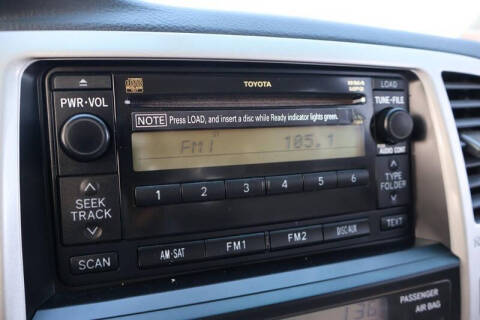 TOYOTA
LOAD
PWR·VOL
TUNE·FILE
NOTE Press LOAD, and insert a disc while Ready indicator lights green.
FM1 ST 105.1
AUDIO CONT
1 2 3 4 5 6
SEEK
TRACK
TYPE
FOLDER
SCAN
AM·SAT FM1 FM2 DISC·AUX
TEXT
PASSENGER
AIR BAG